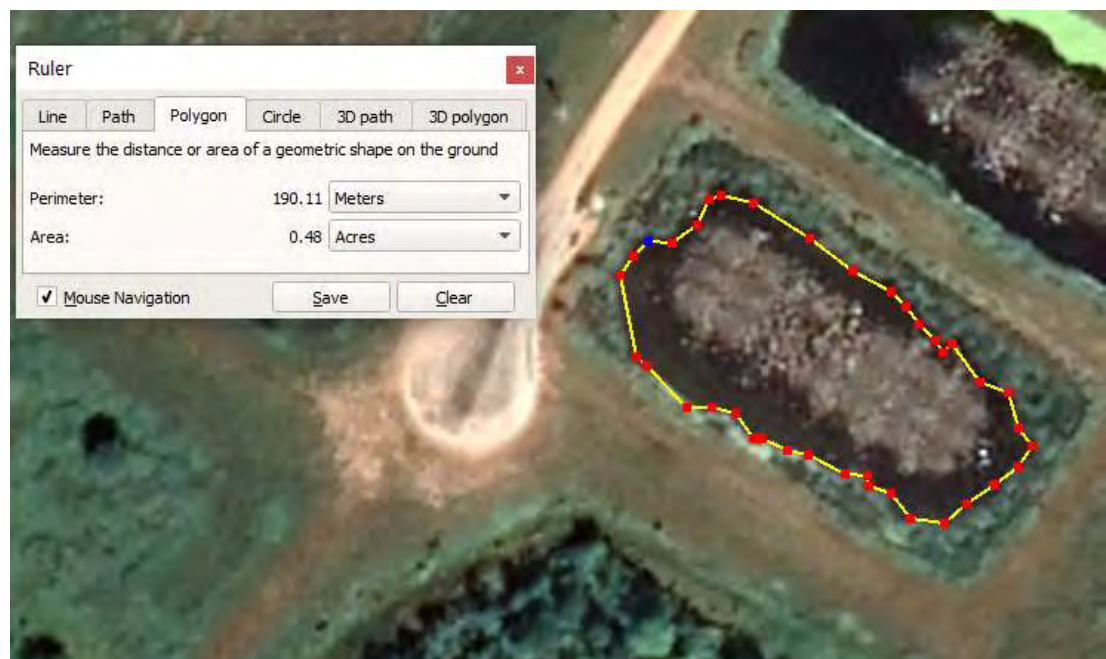 Ruler x
Line Path Polygon Circle 3D path 3D polygon
Measure the distance or area of a geometric shape on the ground
Perimeter: 190.11 Meters
Area: 0.48 Acres
Mouse Navigation Save Clear